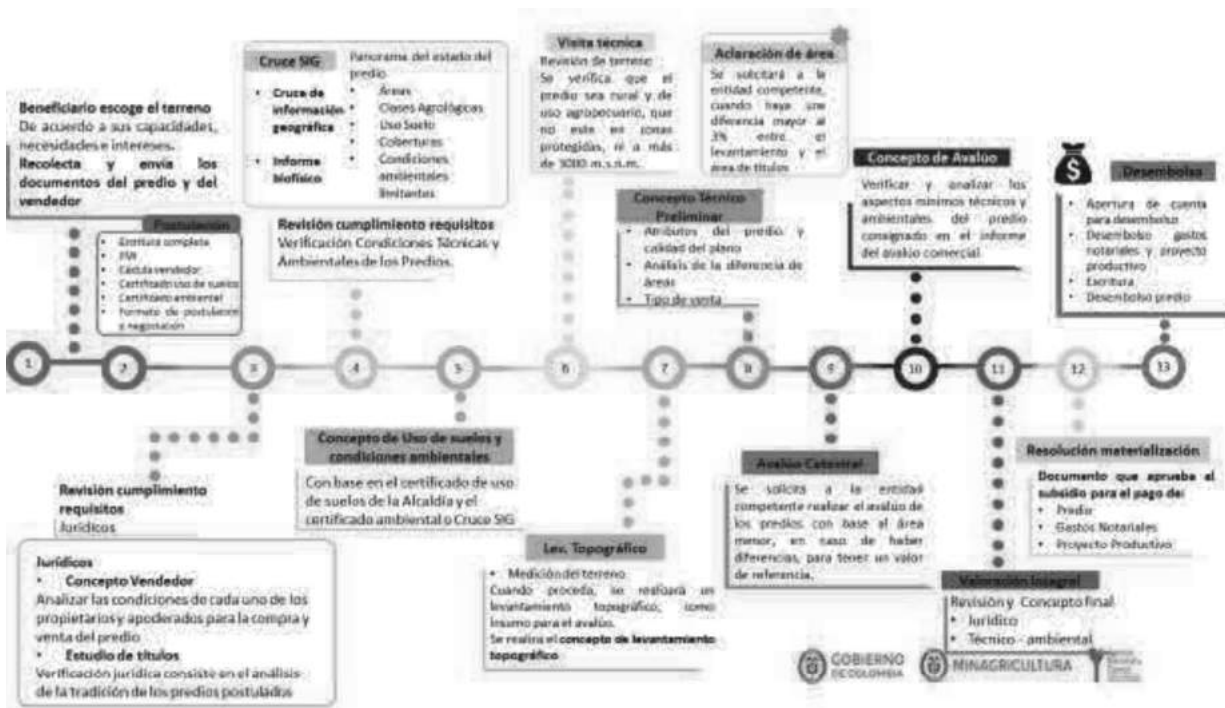 Beneficiario escoge el terreno
De acuerdo a sus capacidades,
necesidades e intereses.
Recolecta y envía los
documentos del predio y del
vendedor
Postulación
• Escritura completa
• FMI
• Cédula vendedor
• Certificado uso de suelos
• Certificado ambiental
• Formato de postulación
o negociación
Cruce SIG
• Cruce de
información
geográfica
• Informe
biofísico
Panorama del estado del
predio
• Áreas
• Clases Agrológicas
• Uso Suelo
• Coberturas
• Condiciones
ambientales
limitantes
Revisión cumplimiento requisitos
Verificación Condiciones Técnicas y
Ambientales de los Predios.
Visita técnica
Revisión de terreno
Se verifica que el
predio sea rural y de
uso agropecuario, que
no este en zonas
protegidas, ni a más
de 3000 m.s.n.m.
Aclaración de área
Se solicitará a la
entidad competente,
cuando haya una
diferencia mayor al
3% entre el
levantamiento y el
área de títulos
Concepto Técnico
Preliminar
• Atributos del predio y
calidad del plano
• Análisis de la diferencia de
áreas
• Tipo de venta
Concepto de Avalúo
Verificar y analizar los
aspectos mínimos técnicos y
ambientales del predio
consignado en el informe
del avalúo comercial
$
Desembolso
• Apertura de cuenta
para desembolso
• Desembolso gastos
notariales y proyecto
productivo
• Escritura
• Desembolso predio
1
2
3
4
5
6
7
8
9
10
11
12
13
Revisión cumplimiento
requisitos
Jurídicos
Jurídicos
• Concepto Vendedor
Analizar las condiciones de cada uno de los
propietarios y apoderados para la compra y
venta del predio
• Estudio de títulos
Verificación jurídica consiste en el análisis
de la tradición de los predios postulados
Concepto de Uso de suelos y
condiciones ambientales
Con base en el certificado de uso
de suelos de la Alcaldía y el
certificado ambiental o Cruce SIG
Lev. Topográfico
• Medición del terreno
Cuando proceda, se realizará un
levantamiento topográfico, como
insumo para el avalúo.
Se realiza el concepto de levantamiento
topográfico
Avalúo Catastral
Se solicita a la entidad
competente realizar el avalúo de
los predios con base al área
menor, en caso de haber
diferencias, para tener un valor
de referencia.
Valoración Integral
Revisión y Concepto final
• Jurídico
• Técnico - ambiental
Resolución materialización
Documento que aprueba el
subsidio para el pago de:
• Predio
• Gastos Notariales
• Proyecto Productivo
GOBIERNO
DE COLOMBIA
MINAGRICULTURA